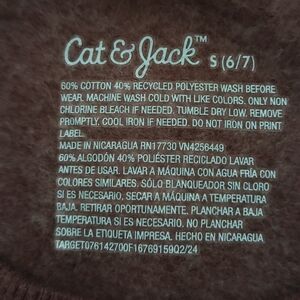 Cat & Jack™ S (6/7)
60% COTTON 40% RECYCLED POLYESTER WASH BEFORE
WEAR. MACHINE WASH COLD WITH LIKE COLORS. ONLY NON
CHLORINE BLEACH IF NEEDED. TUMBLE DRY LOW. REMOVE
PROMPTLY. COOL IRON IF NEEDED. DO NOT IRON ON PRINT
LABEL.
MADE IN NICARAGUA RN17730 VN4256449
60% ALGODÓN 40% POLIÉSTER RECICLADO LAVAR
ANTES DE USAR. LAVAR A MÁQUINA CON AGUA FRÍA CON
COLORES SIMILARES. SÓLO BLANQUEADOR SIN CLORO
SI ES NECESARIO. SECAR A MÁQUINA A TEMPERATURA
BAJA. RETIRAR OPORTUNAMENTE. PLANCHAR A BAJA
TEMPERATURA SI ES NECESARIO. NO PLANCHAR
SOBRE LA ETIQUETA IMPRESA. HECHO EN NICARAGUA
TARGET076142700F16769159Q2/24